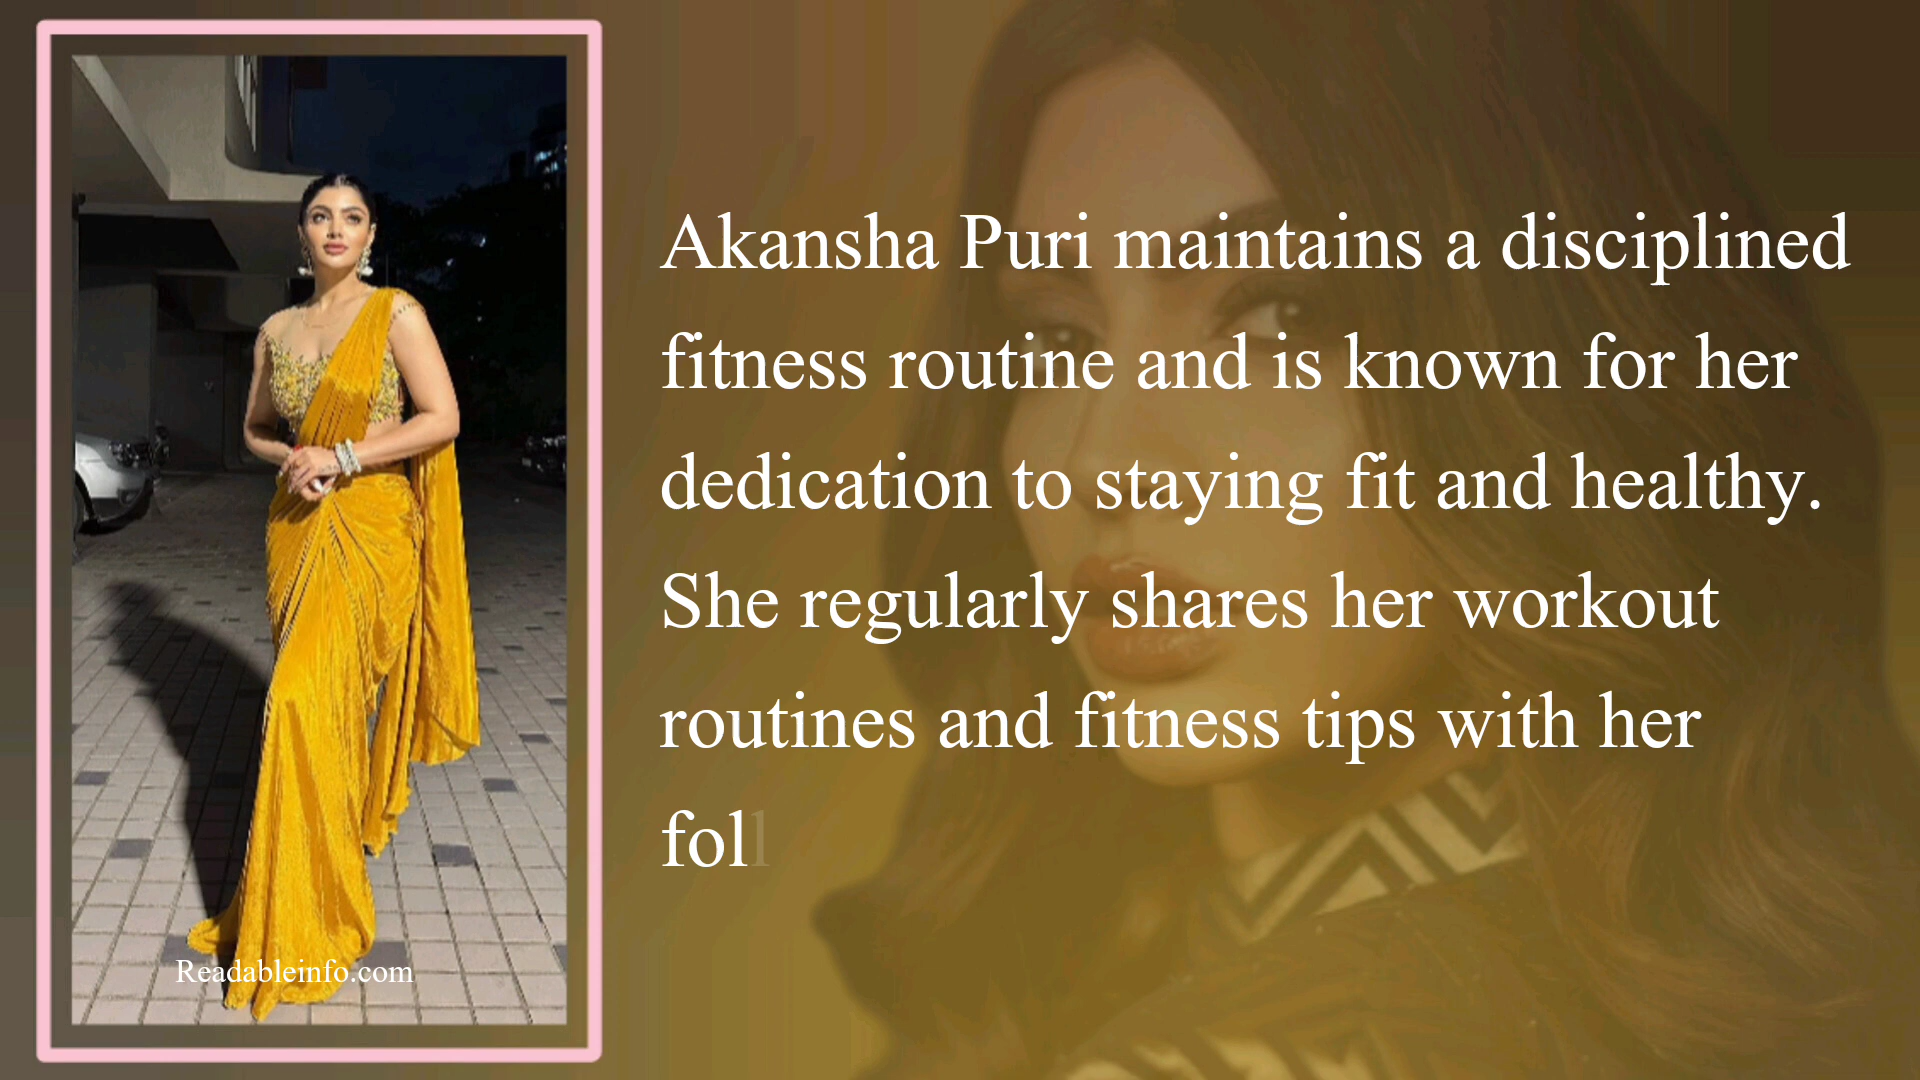 Akansha Puri maintains a disciplined
fitness routine and is known for her
dedication to staying fit and healthy.
She regularly shares her workout
routines and fitness tips with her
foll
Readableinfo.com